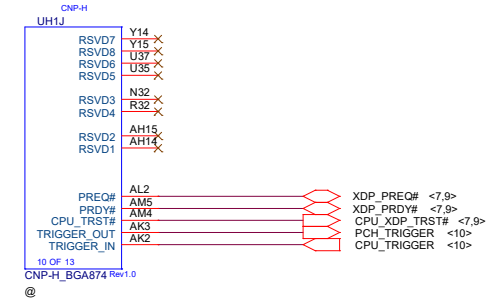 CNP-H
UH1J
RSVD7 Y14
RSVD8 Y15
RSVD6 U37
RSVD5 U35
RSVD3 N32
RSVD4 R32
RSVD2 AH15
RSVD1 AH14
PREQ# AL2 XDP_PREQ# <7,9>
PRDY# AM5 XDP_PRDY# <7,9>
CPU_TRST# AM4 CPU_XDP_TRST# <7,9>
TRIGGER_OUT AK3 PCH_TRIGGER <10>
TRIGGER_IN AK2 CPU_TRIGGER <10>
10 OF 13
CNP-H_BGA874 Rev1.0
@